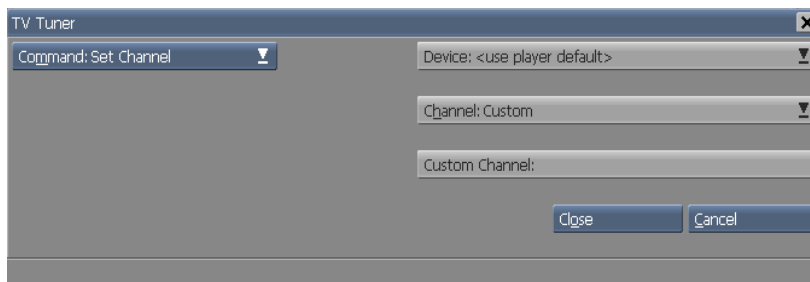 TV Tuner
Command: Set Channel
Device: <use player default>
Channel: Custom
Custom Channel:
Close
Cancel